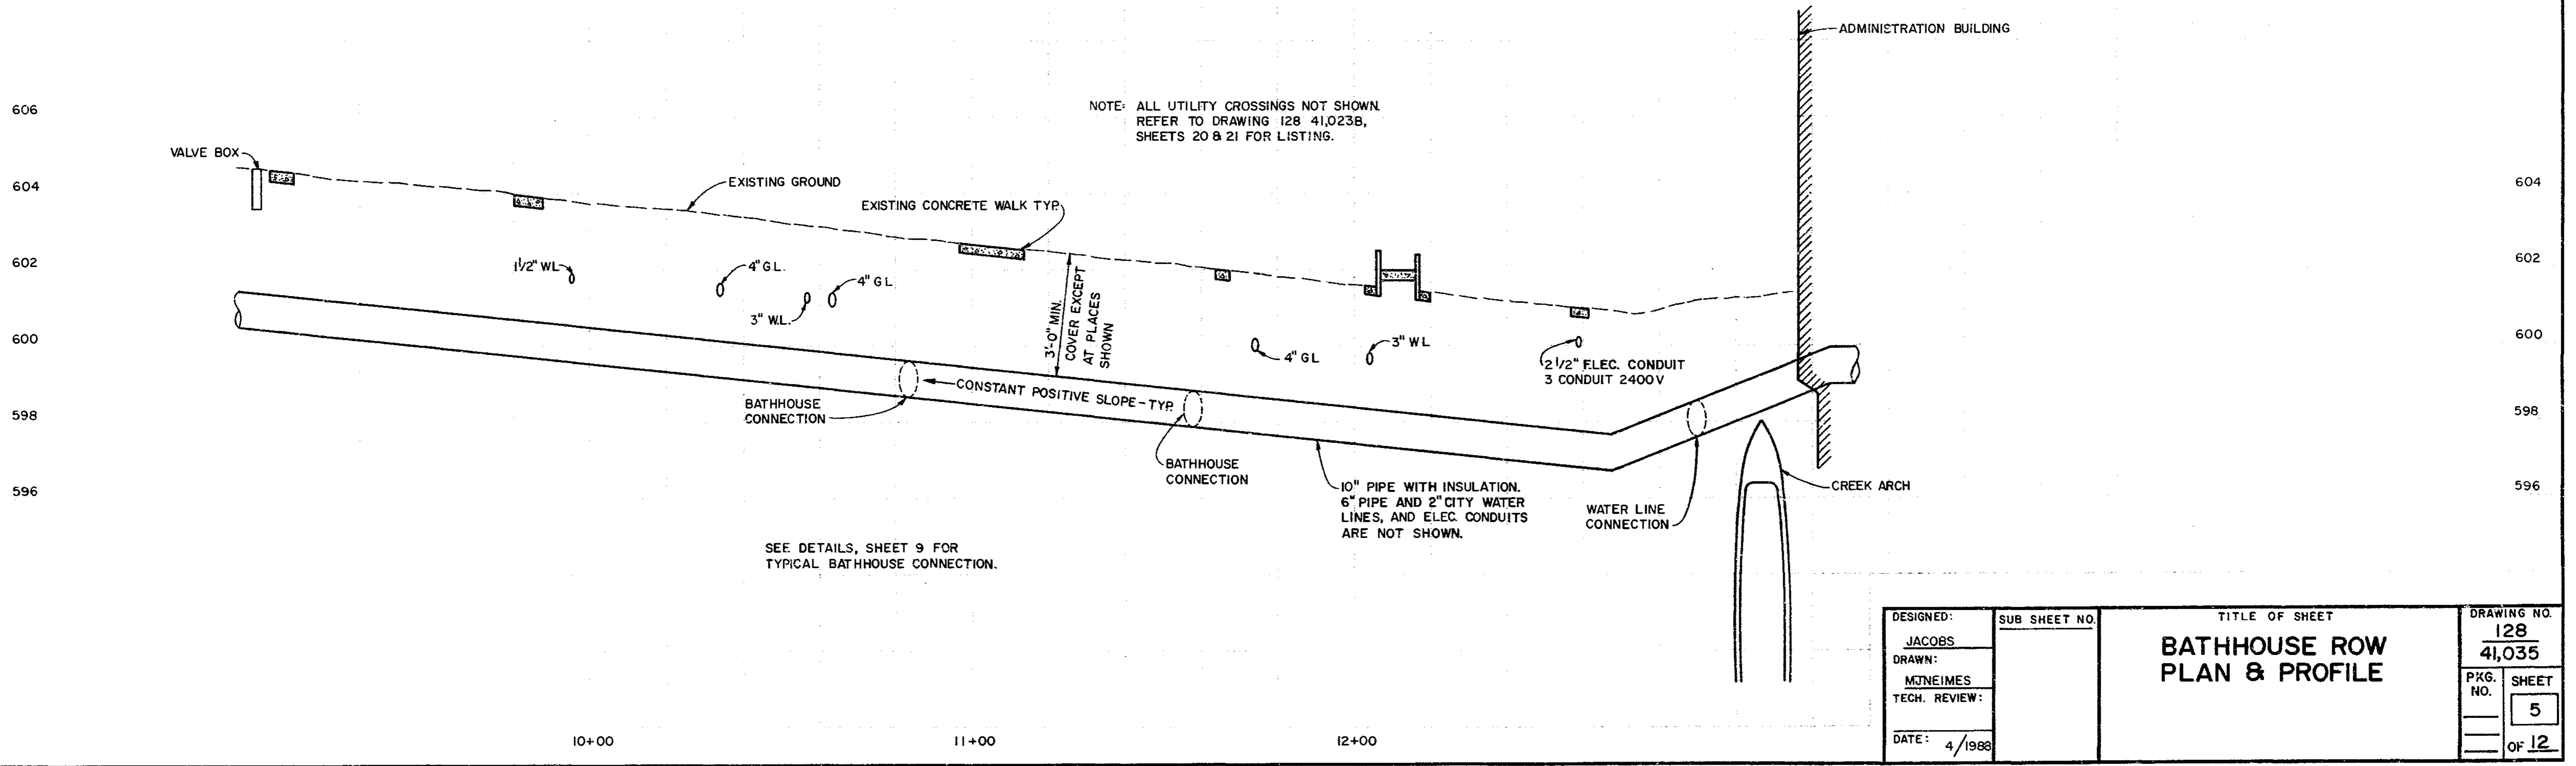 ADMINISTRATION BUILDING
606
NOTE: ALL UTILITY CROSSINGS NOT SHOWN.
REFER TO DRAWING 128 41,023B,
SHEETS 20 & 21 FOR LISTING.
VALVE BOX
604
EXISTING GROUND
604
EXISTING CONCRETE WALK TYP.
602
1 1/2" W.L.
4" G.L.
4" G.L.
602
3" W.L.
3'-0" MIN.
COVER EXCEPT
AT PLACES
SHOWN
600
4" G.L.
3" W.L.
2 1/2" ELEC. CONDUIT
3 CONDUIT 2400V
600
CONSTANT POSITIVE SLOPE-TYP.
BATHHOUSE
CONNECTION
598
598
BATHHOUSE
CONNECTION
596
10" PIPE WITH INSULATION.
6" PIPE AND 2" CITY WATER
LINES, AND ELEC. CONDUITS
ARE NOT SHOWN.
WATER LINE
CONNECTION
CREEK ARCH
596
SEE DETAILS, SHEET 9 FOR
TYPICAL BATHHOUSE CONNECTION.
10+00
11+00
12+00
DESIGNED:
JACOBS
DRAWN:
MJNEIMES
TECH. REVIEW:
DATE: 4/1988
SUB SHEET NO.
TITLE OF SHEET
BATHHOUSE ROW
PLAN & PROFILE
DRAWING NO.
128
41,035
PKG.
NO.
SHEET
5
OF 12